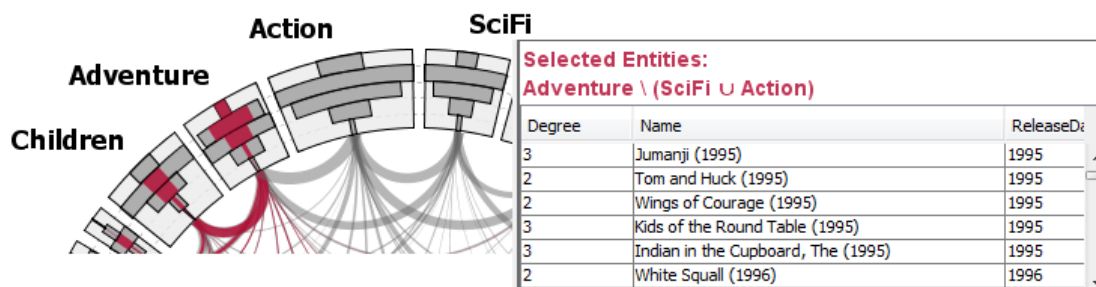 SciFi
Action
Adventure
Children
Selected Entities:
Adventure \ (SciFi ∪ Action)
Degree Name ReleaseDa
3 Jumanji (1995) 1995
2 Tom and Huck (1995) 1995
2 Wings of Courage (1995) 1995
3 Kids of the Round Table (1995) 1995
3 Indian in the Cupboard, The (1995) 1995
2 White Squall (1996) 1996